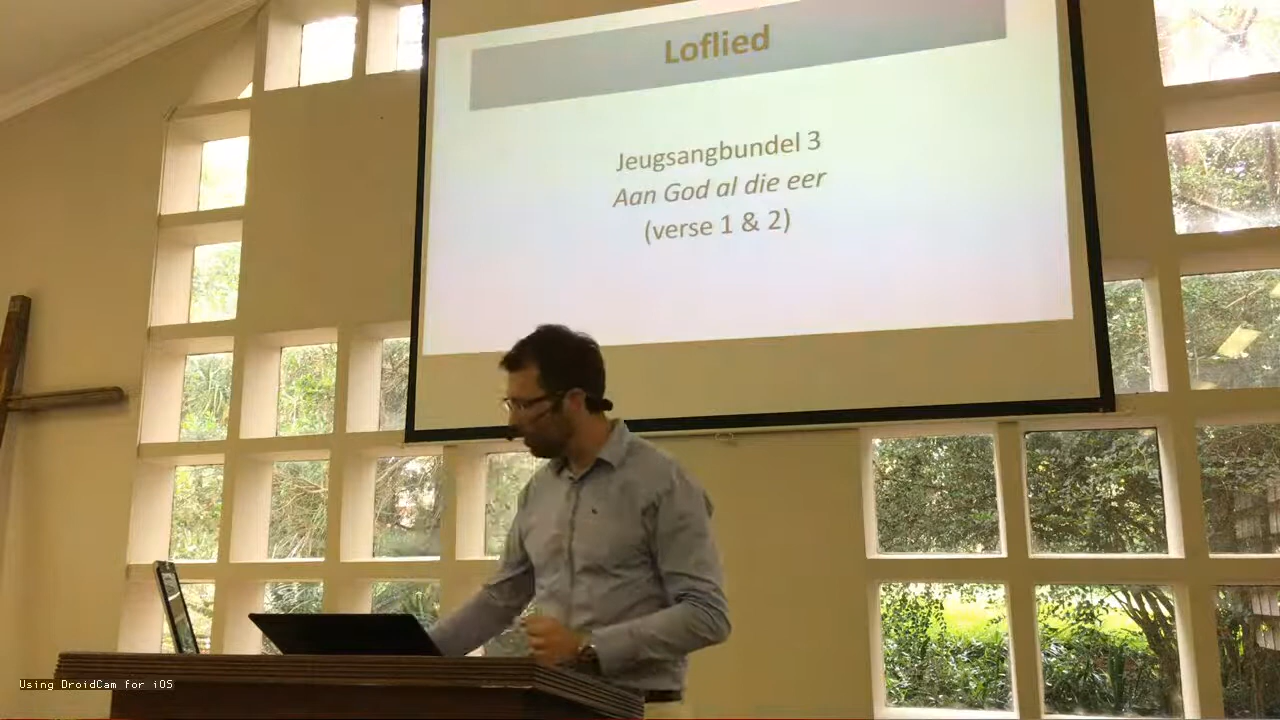 Loflied
Jeugsangbundel 3
Aan God al die eer
(verse 1 & 2)
Using DroidCam for iOS